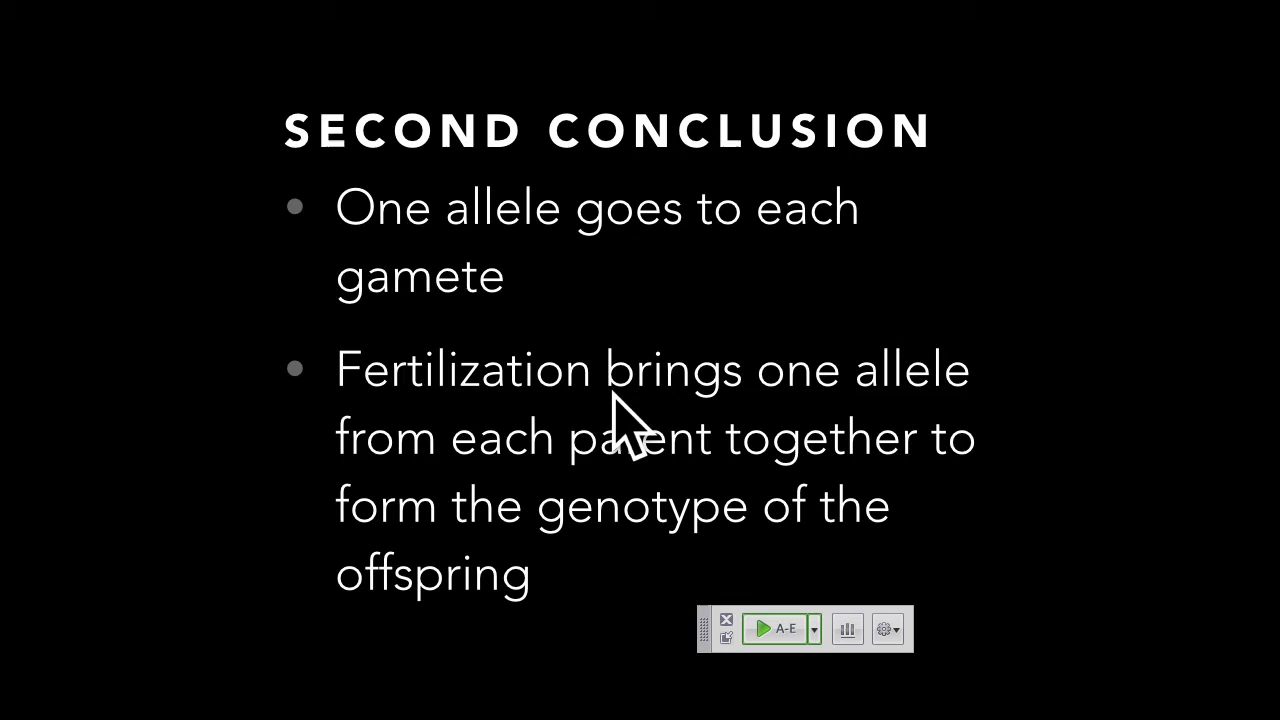 SECOND CONCLUSION
• One allele goes to each
gamete
• Fertilization brings one allele
from each parent together to
form the genotype of the
offspring
A-E